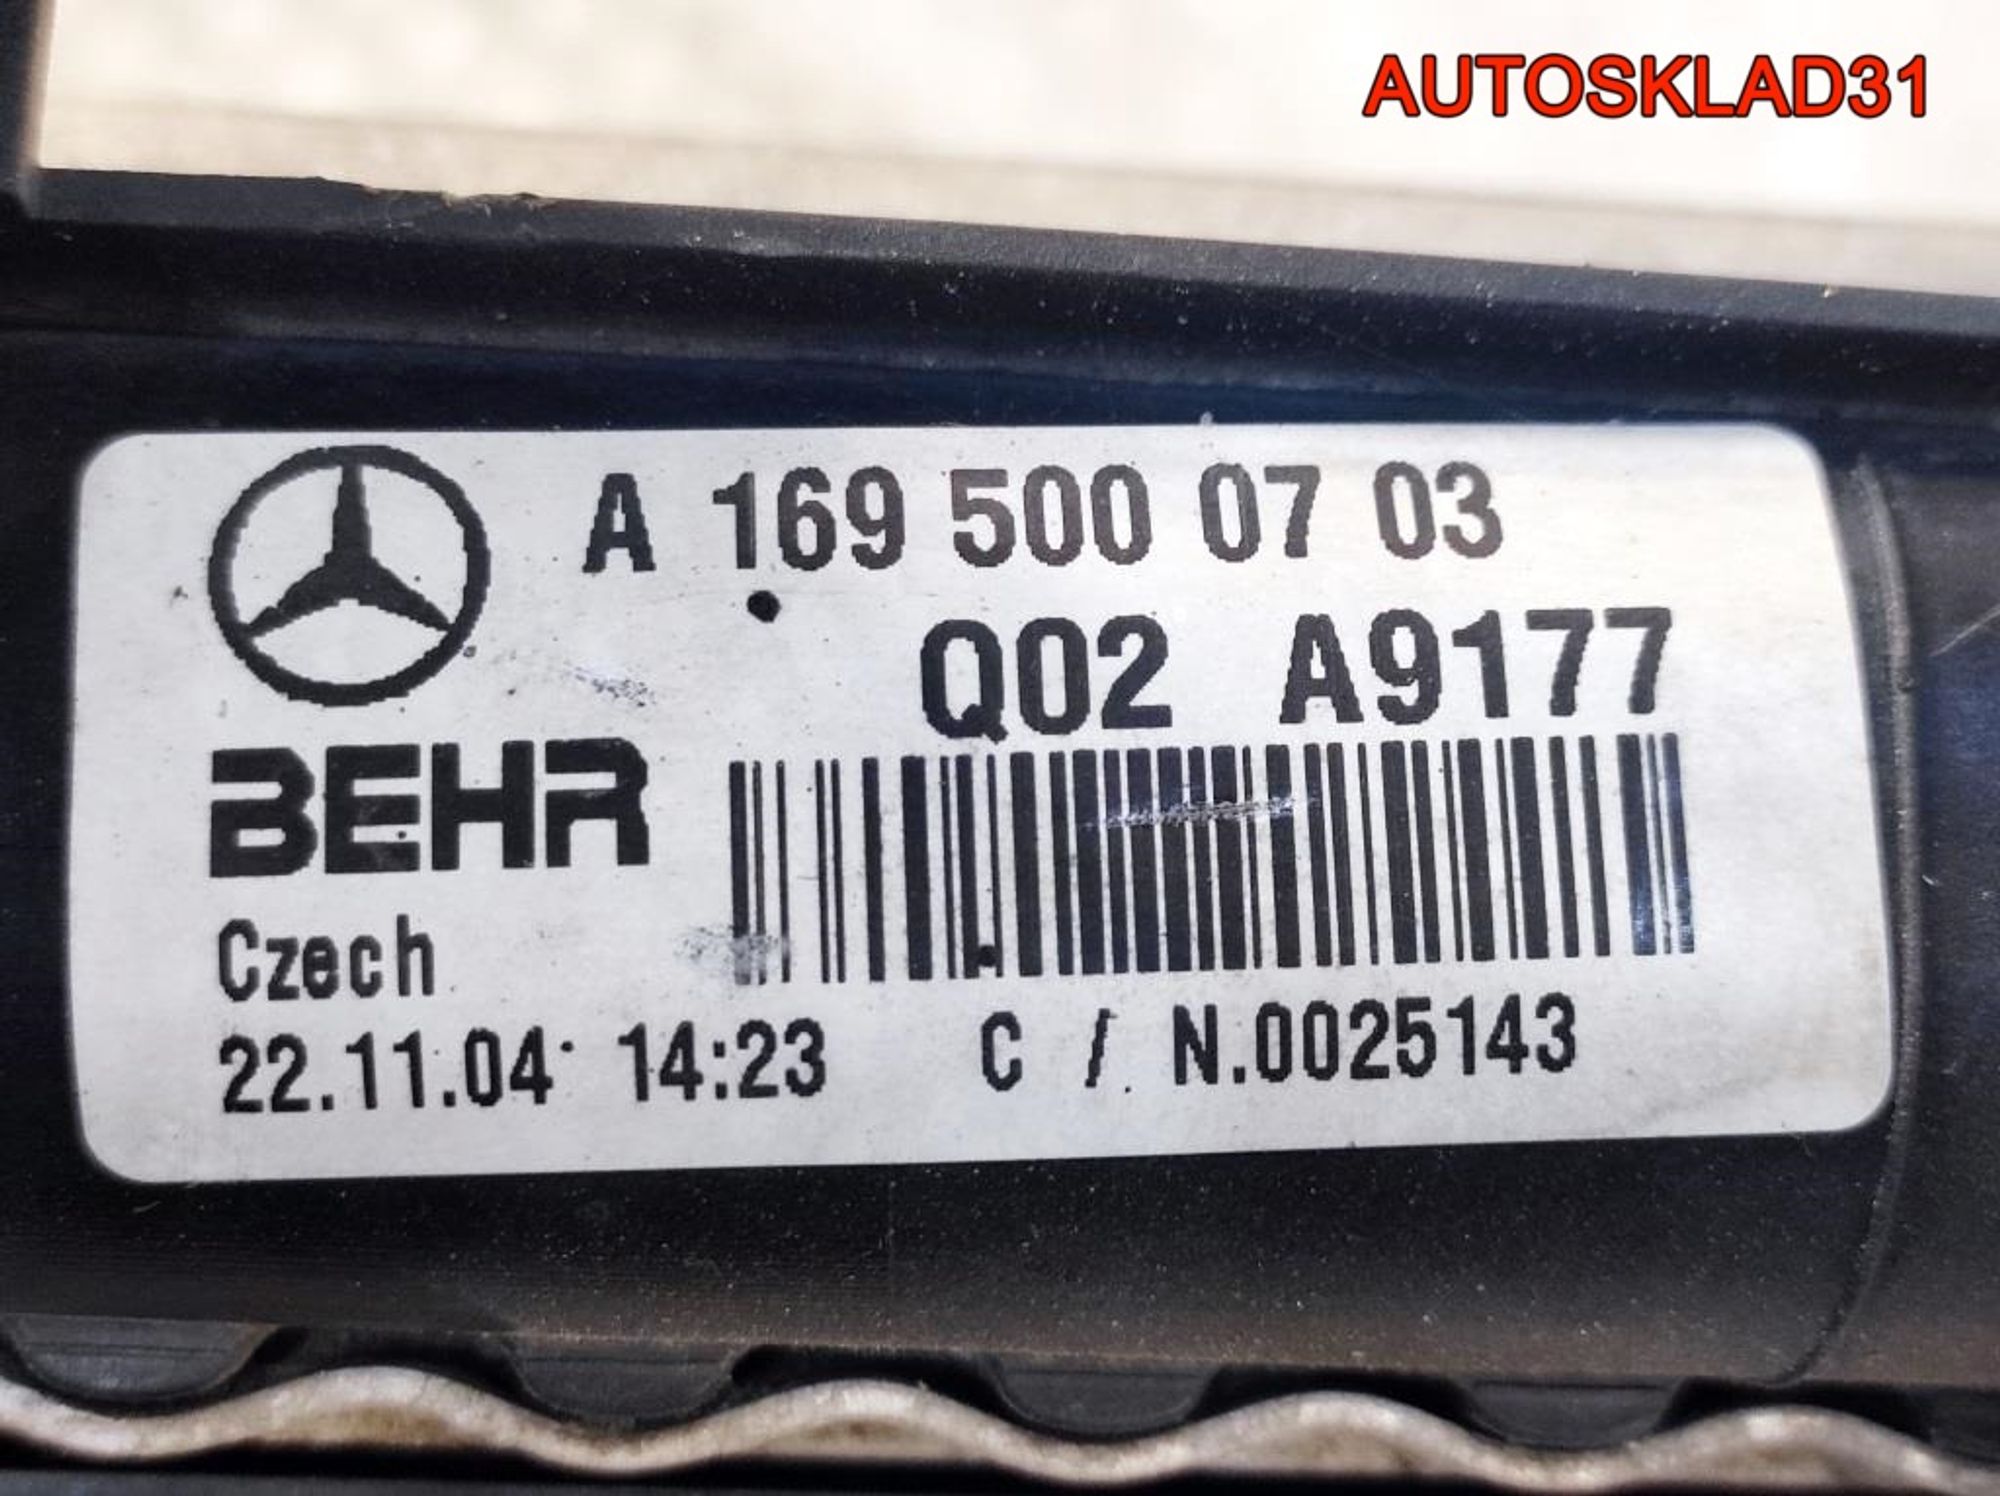 AUTOSKLAD31
A 169 500 07 03
Q02 A9177
BEHR
Czech
22.11.04 14:23 C / N.0025143